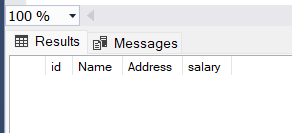 100 %
Results Messages
id Name Address salary